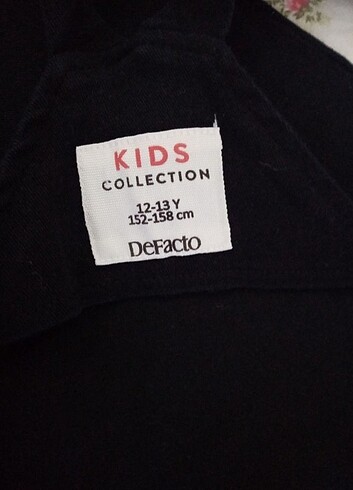 KIDS
COLLECTION
12-13 Y
152-158 cm
DeFacto